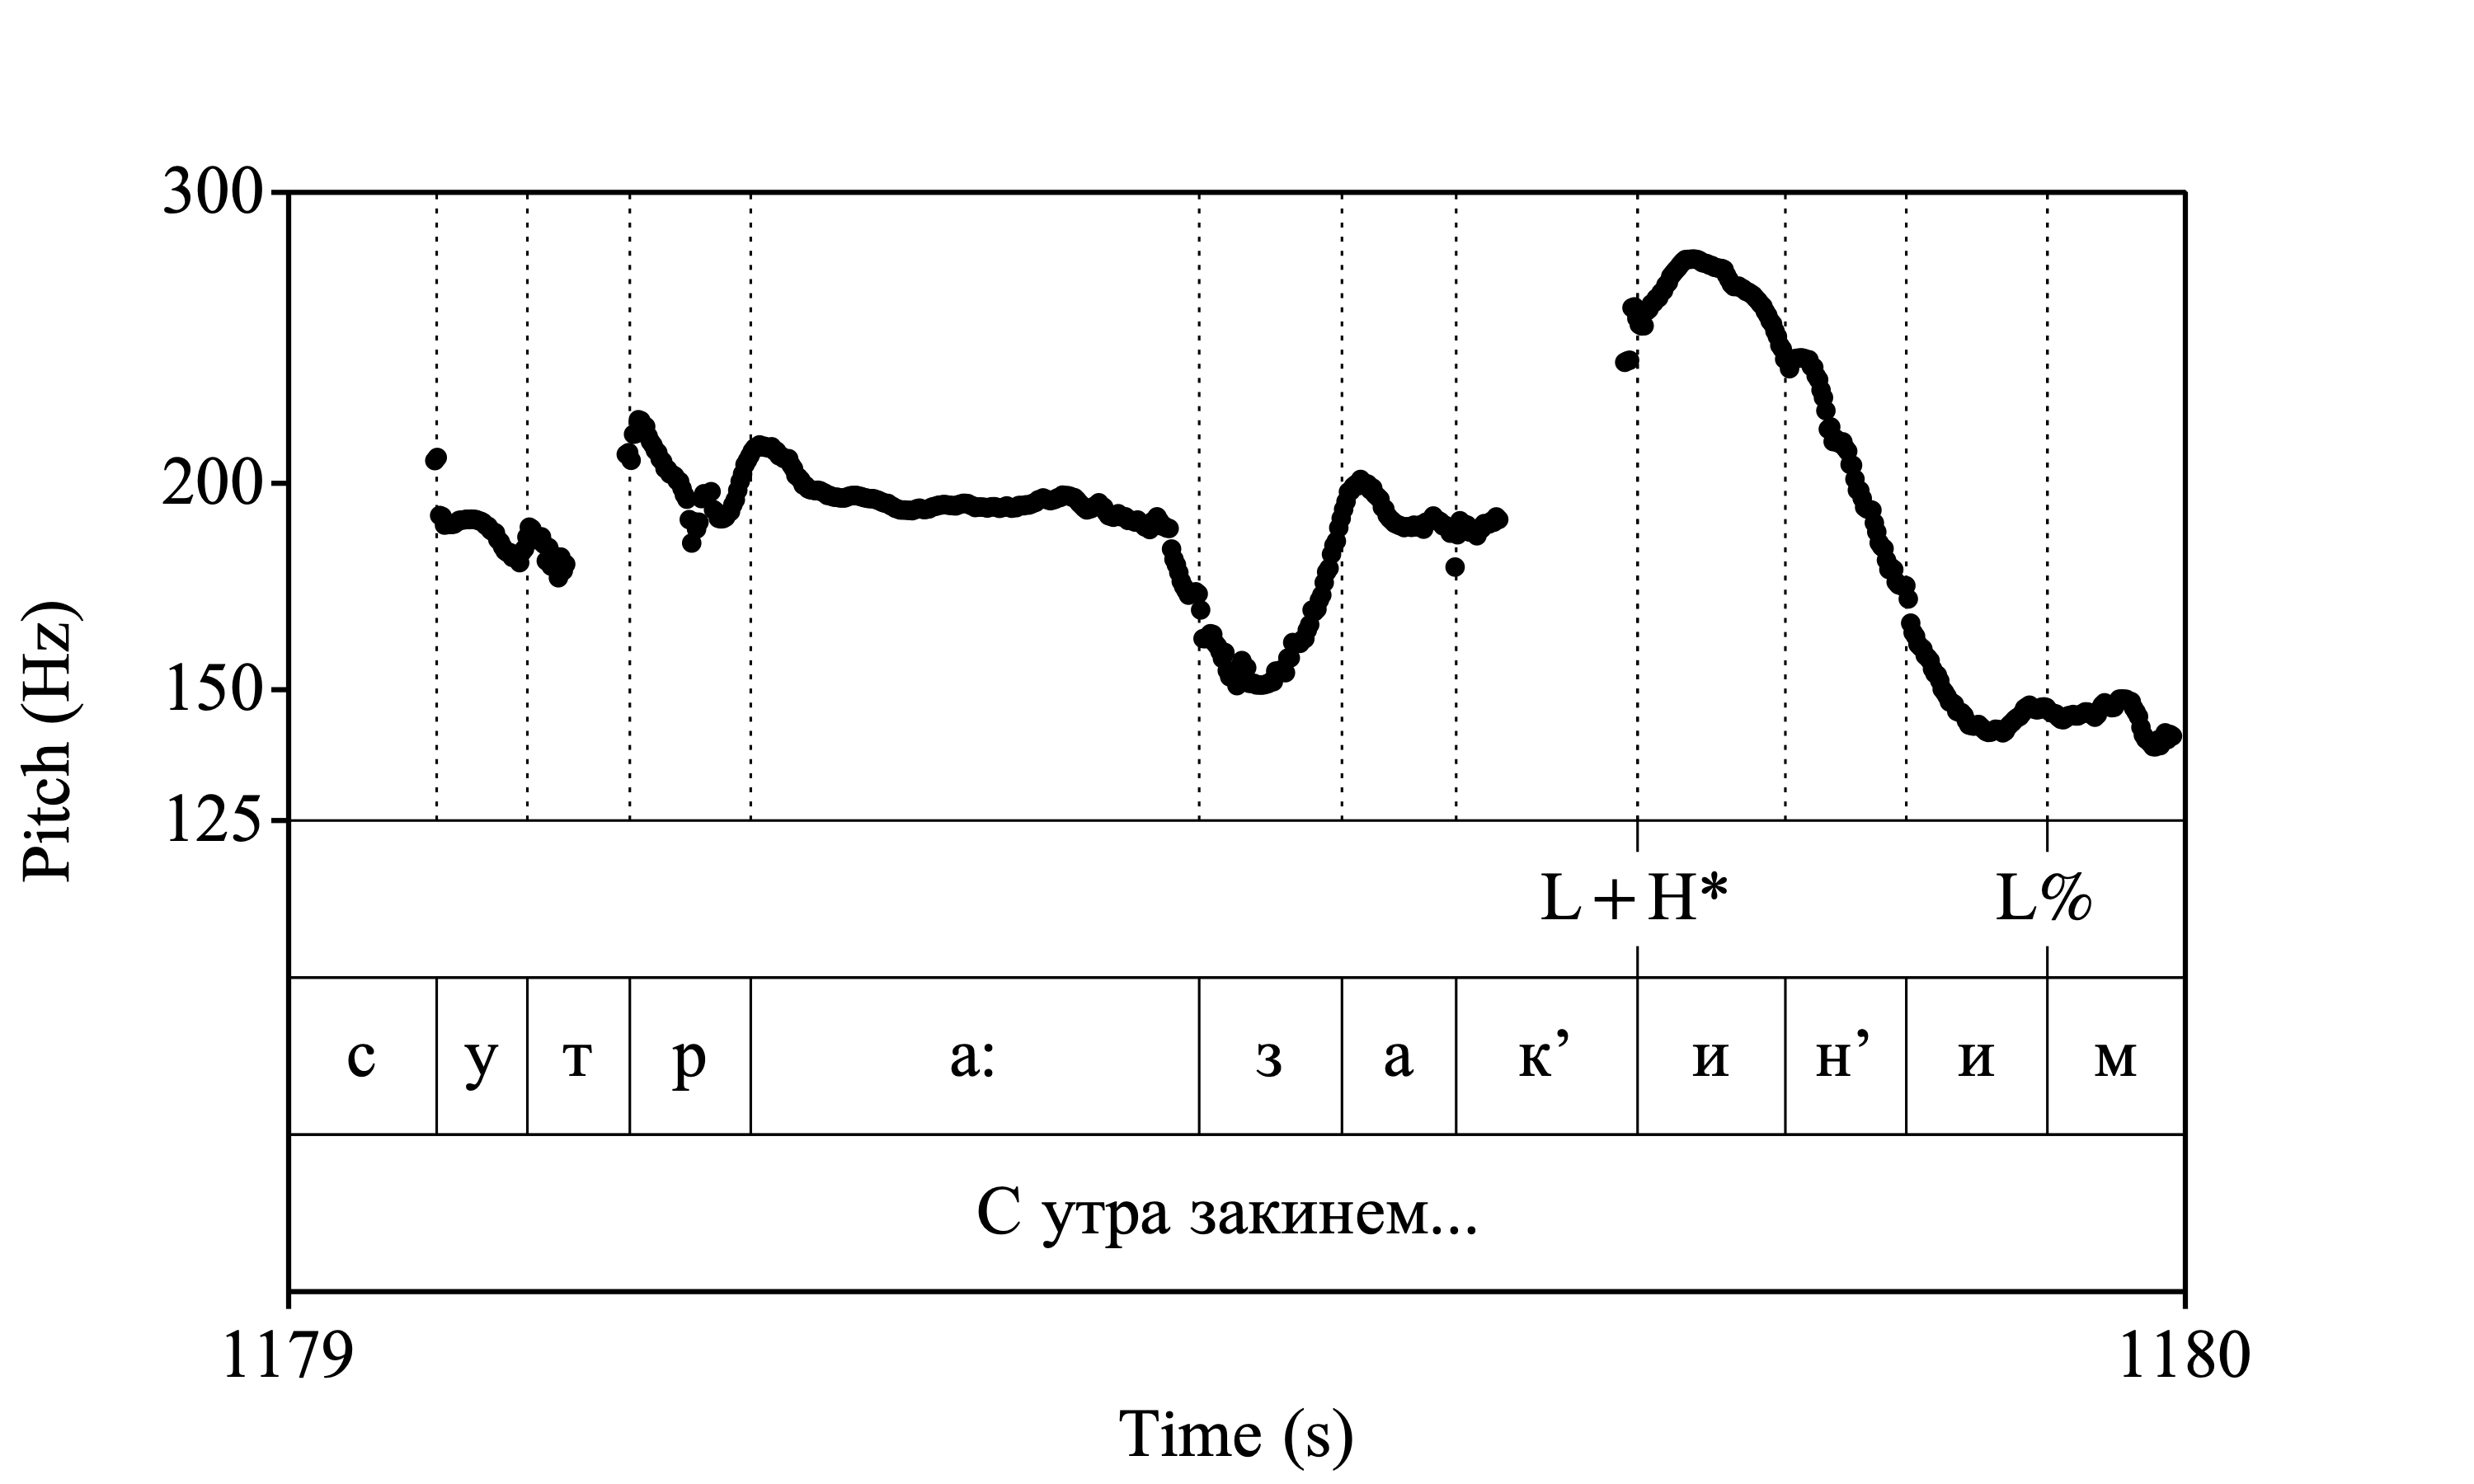 300
200
150
125
Pitch (Hz)
L+H* L%
с у т р а: з а к’ и н’ и м
С утра закинем...
1179 1180
Time (s)